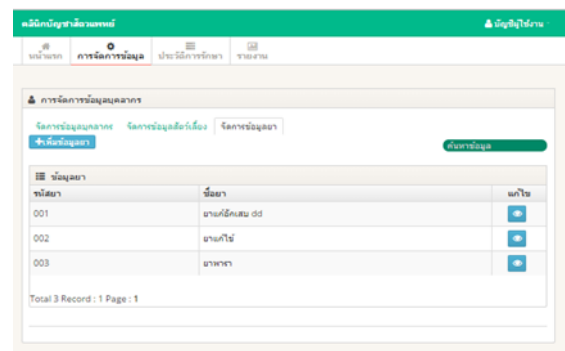 คลินิกบัญชาสัตวแพทย์ บัญชีผู้ใช้งาน
หน้าแรก การจัดการข้อมูล ประวัติการรักษา รายงาน
การจัดการข้อมูลบุคลากร
จัดการข้อมูลบุคลากร จัดการข้อมูลสัตว์เลี้ยง จัดการข้อมูลยา
เพิ่มข้อมูลยา ค้นหาข้อมูล
ข้อมูลยา
รหัสยา ชื่อยา แก้ไข
001 ยาแก้อักเสบ dd
002 ยาแก้ไข้
003 ยาพารา
Total 3 Record : 1 Page : 1